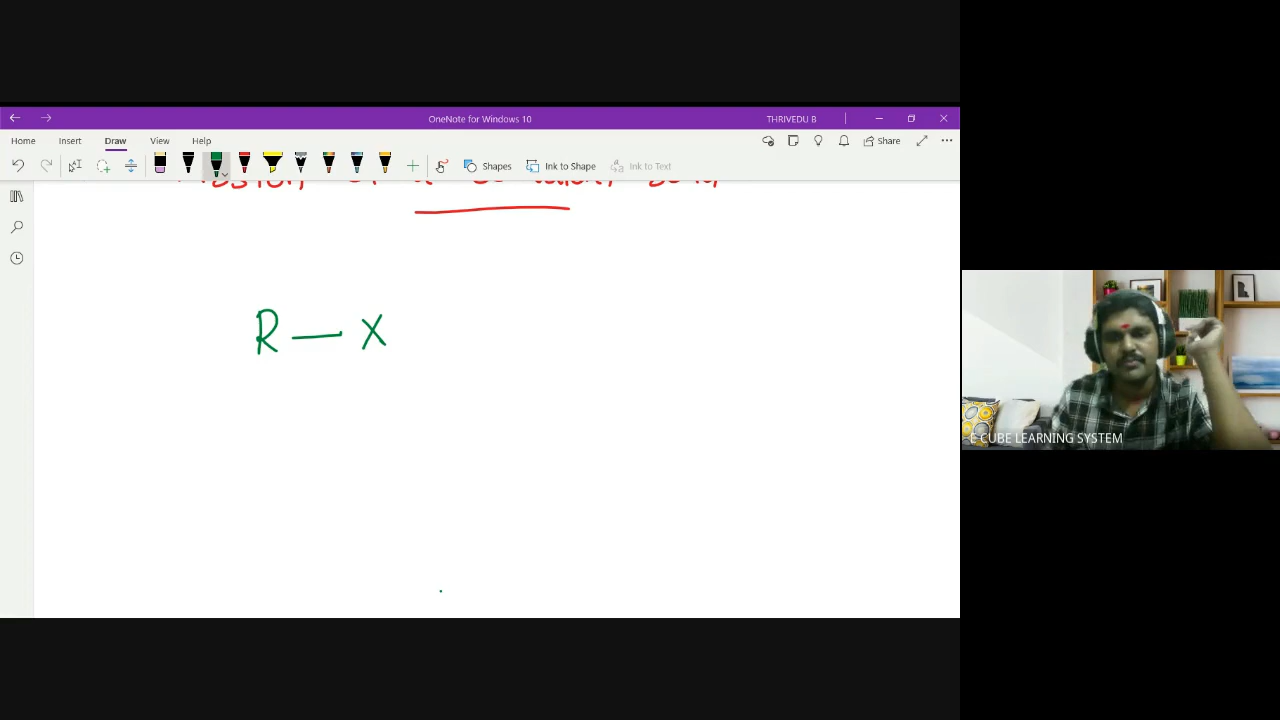 OneNote for Windows 10
THRIVEDU B
Home Insert Draw View Help
Share
Shapes Ink to Shape Ink to Text
R — X
E CUBE LEARNING SYSTEM